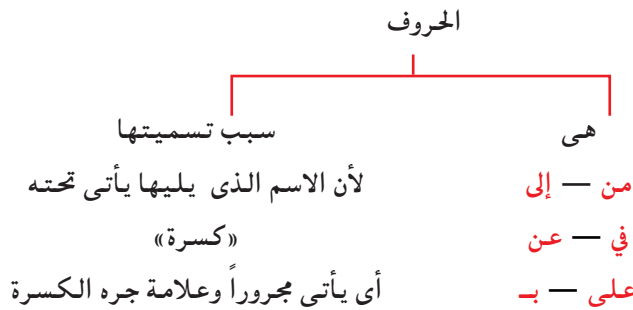 الحروف
هى سبب تسميتها
من — إلى لأن الاسم الذى يليها يأتى تحته
في — عن «كسرة»
على — بـ أى يأتى مجروراً وعلامة جره الكسرة